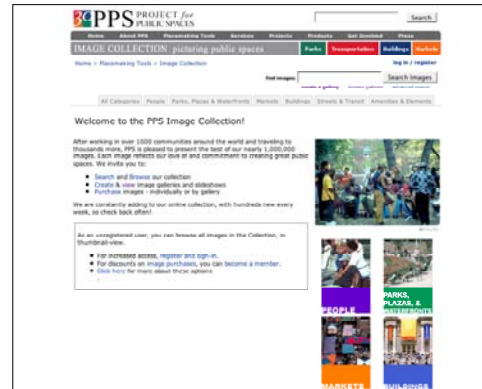 PPS PROJECT for
PUBLIC SPACES
Search
Home About PPS Placemaking Tools Services Projects Products Get Involved Press
IMAGE COLLECTION picturing public spaces
Parks Transportation Buildings Markets
Home > Placemaking Tools > Image Collection
log in / register
Find images:
Search Images
All Categories People Parks, Plazas & Waterfronts Markets Buildings Streets & Transit Amenities & Elements
Welcome to the PPS Image Collection!
After working in over 1000 communities around the world and traveling to
thousands more, PPS is pleased to present the best of our nearly 1,000,000
images. Each image reflects our love of and commitment to creating great public
spaces. We invite you to:
Search and Browse our collection
Create & view image galleries and slideshows
Purchase images - individually or by gallery
We are constantly adding to our online collection, with hundreds new every
week, so check back often!
As an unregistered user, you can browse all images in the Collection, in
thumbnail-view.
For increased access, register and sign-in.
For discounts on image purchases, you can become a member.
Click here for more about these options
PEOPLE
PARKS,
PLAZAS, &
WATERFRONTS
MARKETS
BUILDINGS